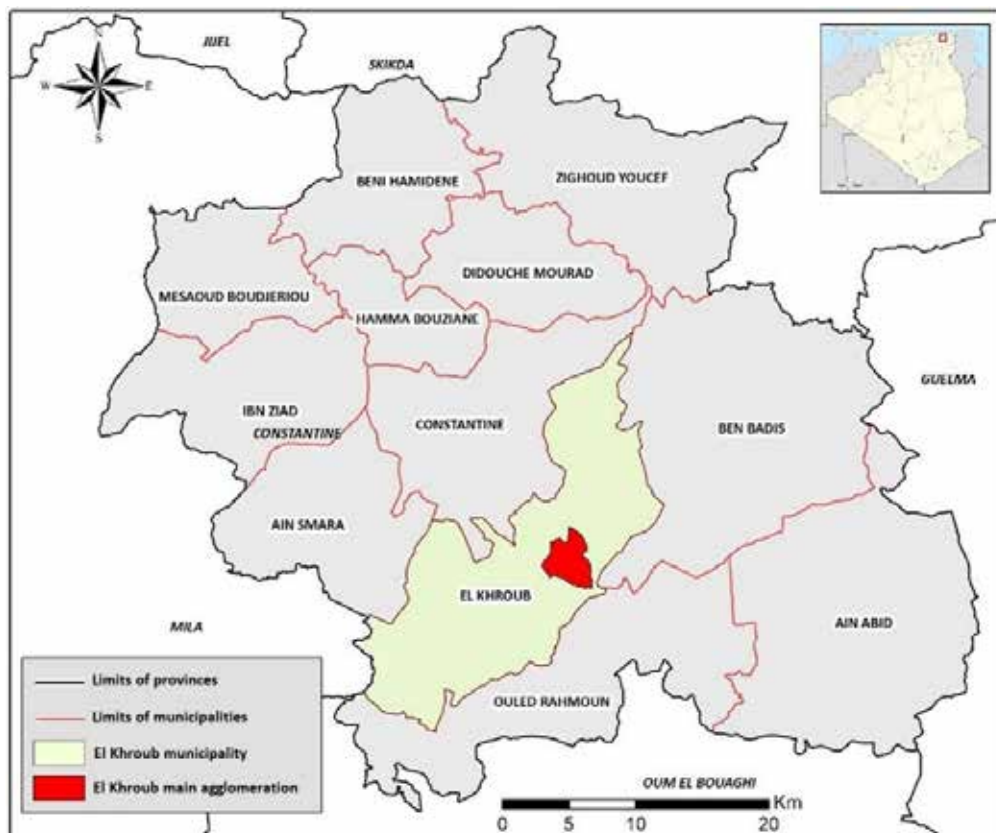 JIJEL
SKIKDA
N
W E
S
BENI HAMIDENE
ZIGHOUD YOUCEF
DIDOUCHE MOURAD
MESAOUD BOUDJERIOU
HAMMA BOUZIANE
GUELMA
IBN ZIAD
CONSTANTINE
CONSTANTINE
BEN BADIS
AIN SMARA
EL KHROUB
MILA
AIN ABID
OULED RAHMOUN
Limits of provinces
Limits of municipalities
El Khroub municipality
El Khroub main agglomeration
OUM EL BOUAGHI
Km
0 5 10 20